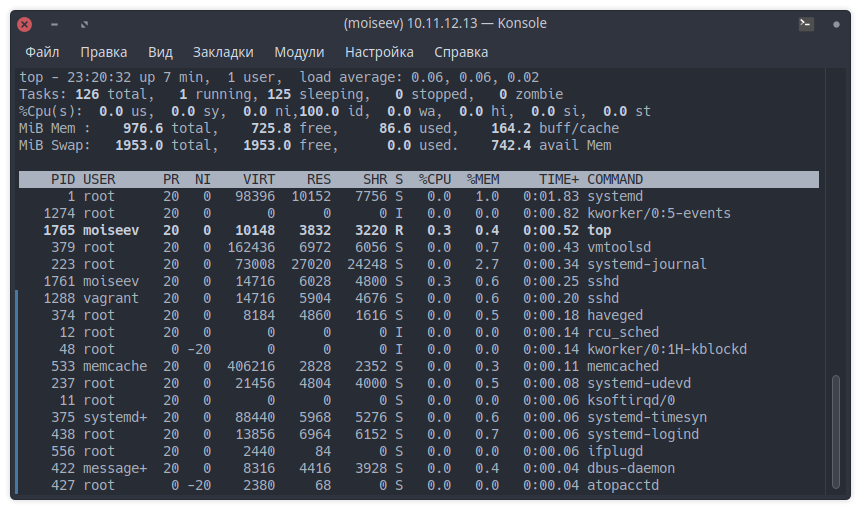 (moiseev) 10.11.12.13 — Konsole
Файл Правка Вид Закладки Модули Настройка Справка
top - 23:20:32 up 7 min,  1 user,  load average: 0.06, 0.06, 0.02
Tasks: 126 total,   1 running, 125 sleeping,   0 stopped,   0 zombie
%Cpu(s):  0.0 us,  0.0 sy,  0.0 ni,100.0 id,  0.0 wa,  0.0 hi,  0.0 si,  0.0 st
MiB Mem :    976.6 total,    725.8 free,     86.6 used,    164.2 buff/cache
MiB Swap:   1953.0 total,   1953.0 free,      0.0 used.    742.4 avail Mem
PID USER      PR  NI    VIRT    RES    SHR S  %CPU  %MEM     TIME+ COMMAND
1 root      20   0   98396  10152   7756 S   0.0   1.0   0:01.83 systemd
1274 root      20   0       0      0      0 I   0.0   0.0   0:00.82 kworker/0:5-events
1765 moiseev   20   0   10148   3832   3220 R   0.3   0.4   0:00.52 top
379 root      20   0  162436   6972   6056 S   0.0   0.7   0:00.43 vmtoolsd
223 root      20   0   73008  27020  24248 S   0.0   2.7   0:00.34 systemd-journal
1761 moiseev   20   0   14716   6028   4800 S   0.3   0.6   0:00.25 sshd
1288 vagrant   20   0   14716   5904   4676 S   0.0   0.6   0:00.20 sshd
374 root      20   0    8184   4860   1616 S   0.0   0.5   0:00.18 haveged
12 root      20   0       0      0      0 I   0.0   0.0   0:00.14 rcu_sched
48 root       0 -20       0      0      0 I   0.0   0.0   0:00.14 kworker/0:1H-kblockd
533 memcache  20   0  406216   2828   2352 S   0.0   0.3   0:00.11 memcached
237 root      20   0   21456   4804   4000 S   0.0   0.5   0:00.08 systemd-udevd
11 root      20   0       0      0      0 S   0.0   0.0   0:00.06 ksoftirqd/0
375 systemd+  20   0   88440   5968   5276 S   0.0   0.6   0:00.06 systemd-timesyn
438 root      20   0   13856   6964   6152 S   0.0   0.7   0:00.06 systemd-logind
556 root      20   0    2440     84      0 S   0.0   0.0   0:00.06 ifplugd
422 message+  20   0    8316   4416   3928 S   0.0   0.4   0:00.04 dbus-daemon
427 root       0 -20    2380     68      0 S   0.0   0.0   0:00.04 atopacctd